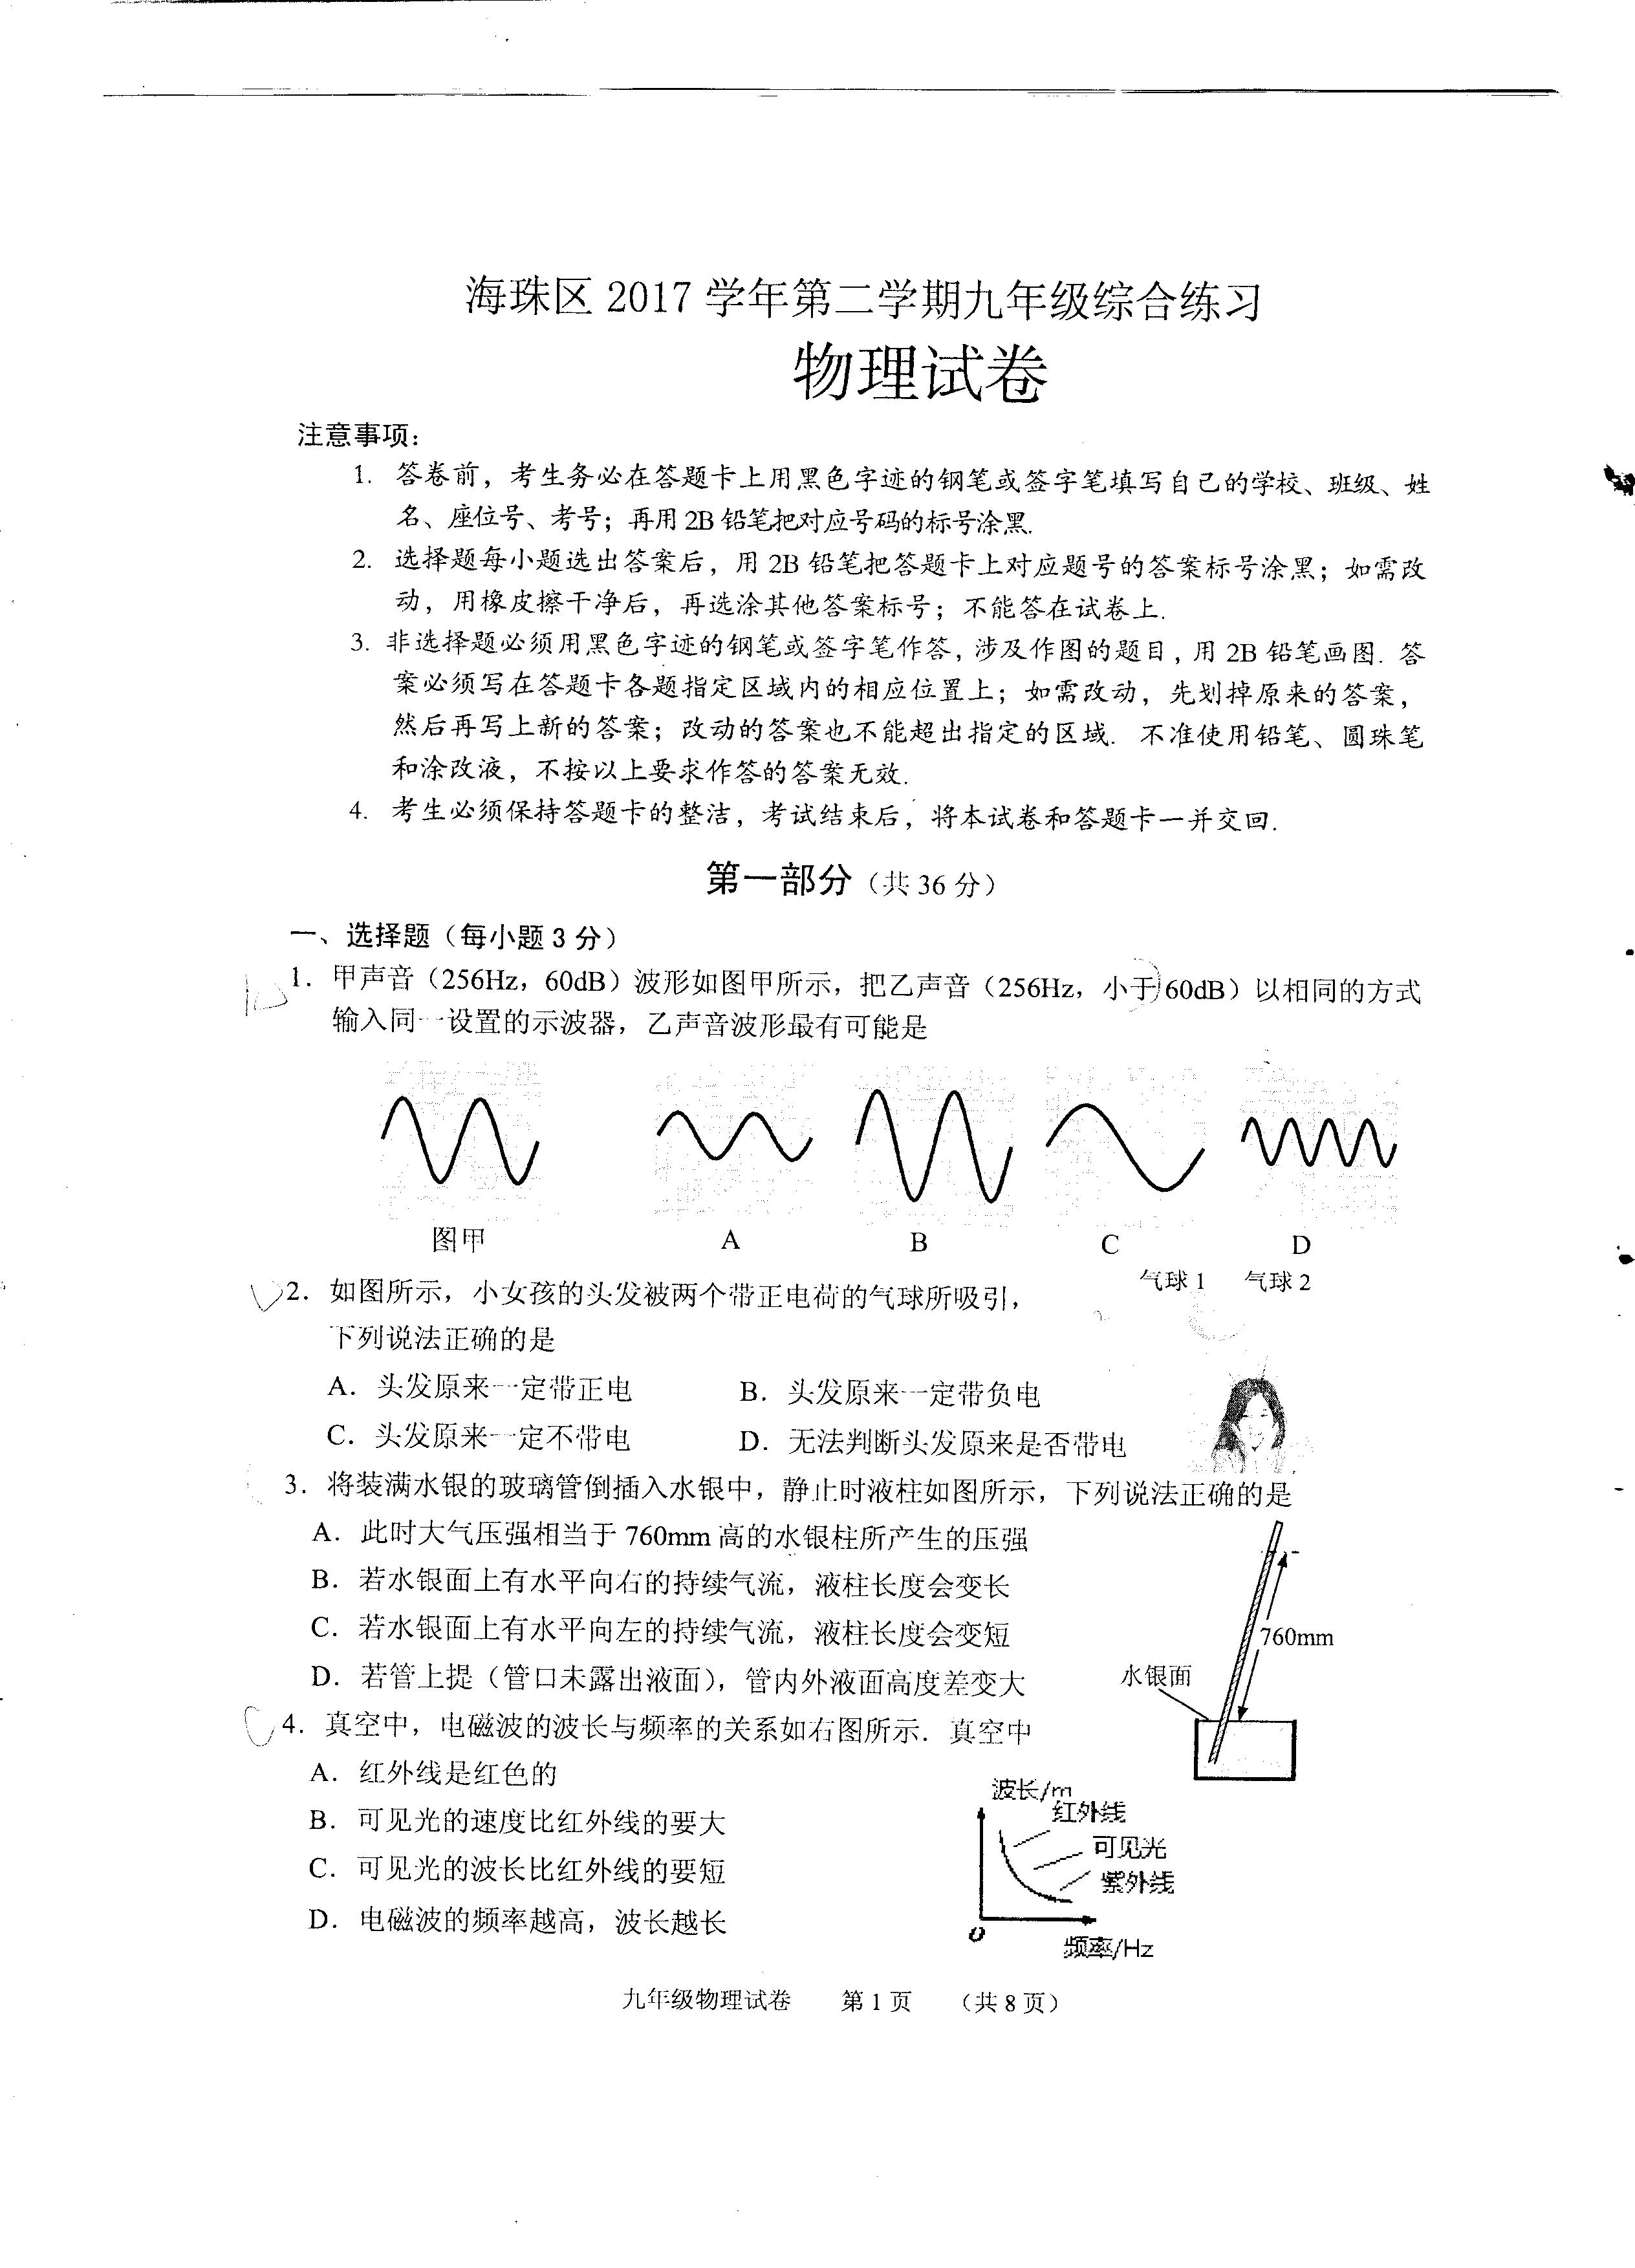 海珠区 2017 学年第二学期九年级综合练习
物理试卷
注意事项：
1. 答卷前，考生务必在答题卡上用黑色字迹的钢笔或签字笔填写自己的学校、班级、姓
名、座位号、考号；再用 2B 铅笔把对应号码的标号涂黑.
2. 选择题每小题选出答案后，用 2B 铅笔把答题卡上对应题号的答案标号涂黑；如需改
动，用橡皮擦干净后，再选涂其他答案标号；不能答在试卷上.
3. 非选择题必须用黑色字迹的钢笔或签字笔作答，涉及作图的题目，用 2B 铅笔画图. 答
案必须写在答题卡各题指定区域内的相应位置上；如需改动，先划掉原来的答案，
然后再写上新的答案；改动的答案也不能超出指定的区域. 不准使用铅笔、圆珠笔
和涂改液，不按以上要求作答的答案无效.
4. 考生必须保持答题卡的整洁，考试结束后，将本试卷和答题卡一并交回.
第一部分（共 36 分）
一、选择题（每小题 3 分）
1. 甲声音（256Hz，60dB）波形如图甲所示，把乙声音（256Hz，小于 60dB）以相同的方式
输入同一设置的示波器，乙声音波形最有可能是
图甲 A B C D
2. 如图所示，小女孩的头发被两个带正电荷的气球所吸引，
下列说法正确的是
气球 1 气球 2
A. 头发原来一定带正电 B. 头发原来一定带负电
C. 头发原来一定不带电 D. 无法判断头发原来是否带电
3. 将装满水银的玻璃管倒插入水银中，静止时液柱如图所示，下列说法正确的是
A. 此时大气压强相当于 760mm 高的水银柱所产生的压强
B. 若水银面上有水平向右的持续气流，液柱长度会变长
C. 若水银面上有水平向左的持续气流，液柱长度会变短
D. 若管上提（管口未露出液面），管内外液面高度差变大
760mm
水银面
4. 真空中，电磁波的波长与频率的关系如右图所示. 真空中
A. 红外线是红色的
B. 可见光的速度比红外线的要大
C. 可见光的波长比红外线的要短
D. 电磁波的频率越高，波长越长
波长/m
红外线
可见光
紫外线
0
频率/Hz
九年级物理试卷 第 1 页 （共 8 页）